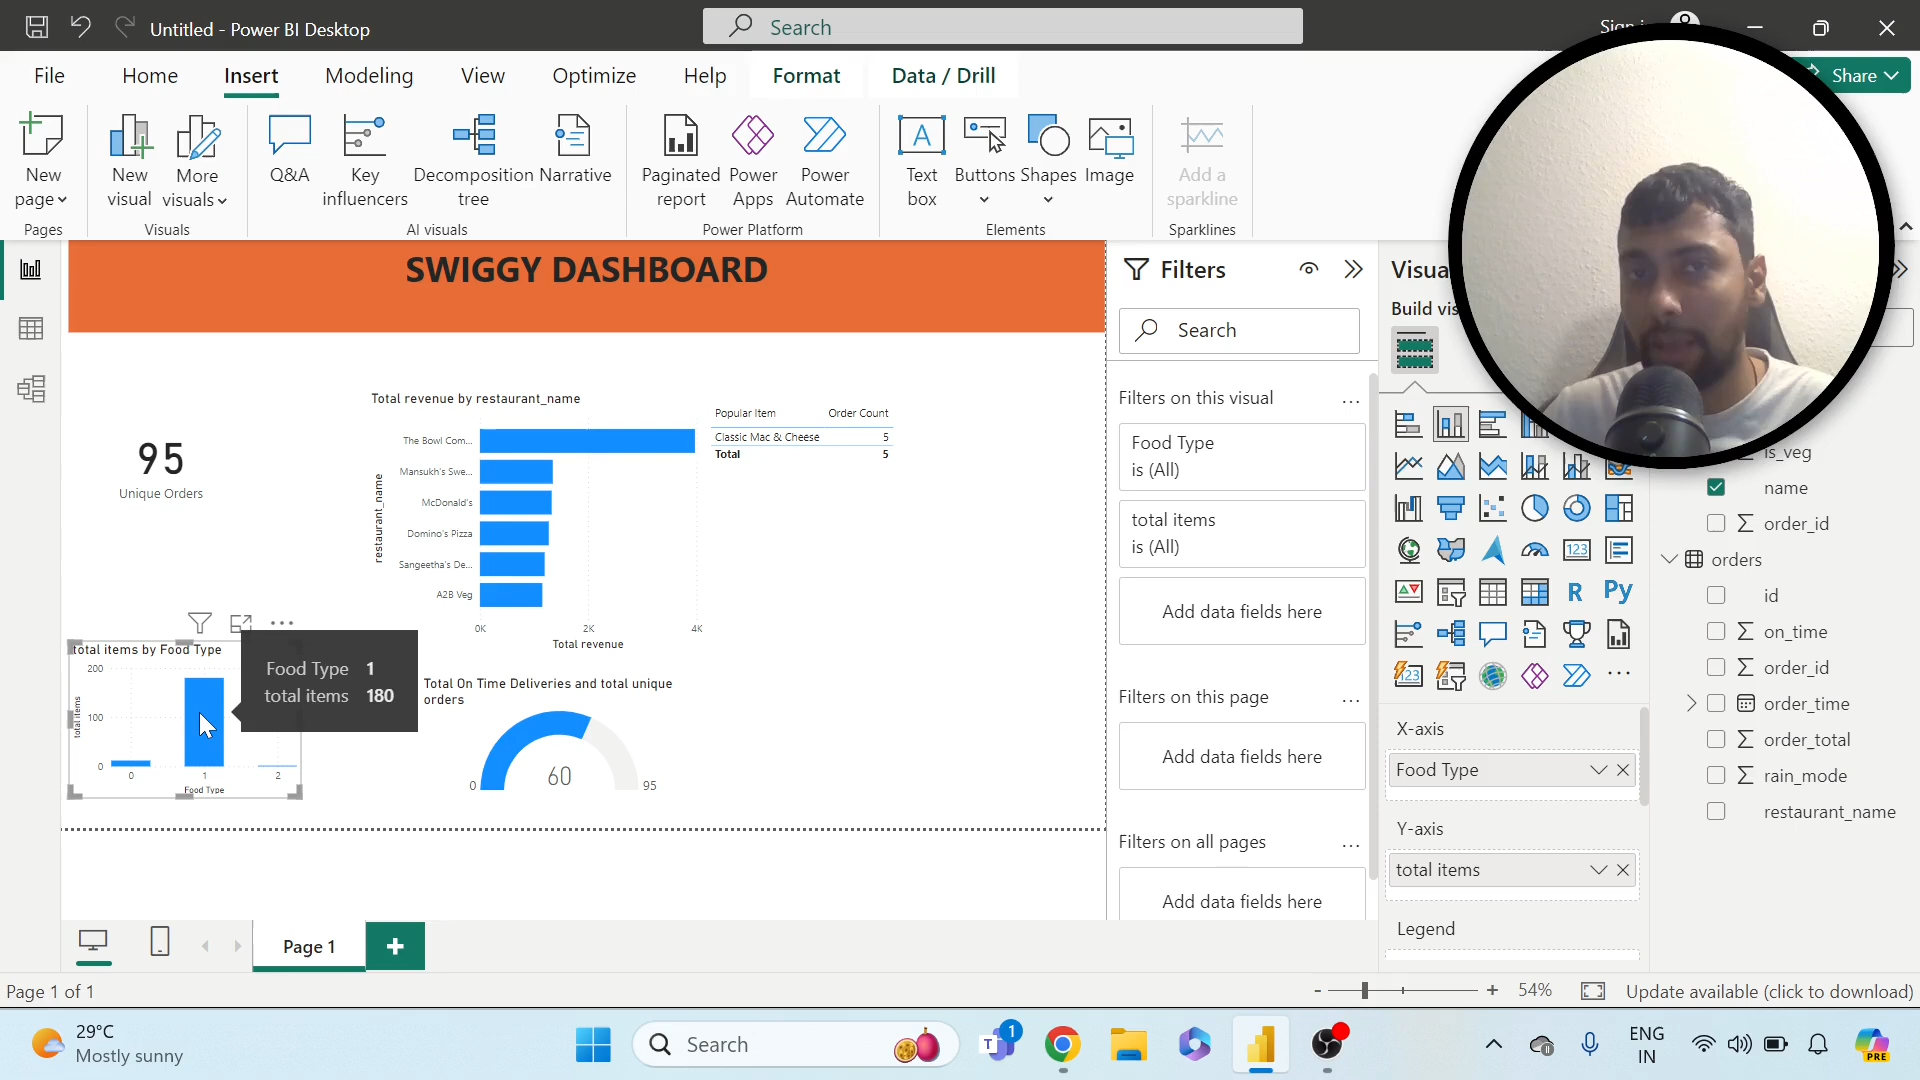 Untitled - Power BI Desktop
Search
Share
File
Home
Insert
Modeling
View
Optimize
Help
Format
Data / Drill
New page
New visual
More visuals
Q&A
Key influencers
Decomposition tree
Narrative
Paginated report
Power Apps
Power Automate
Text box
Buttons
Shapes
Image
Add a sparkline
Pages
Visuals
AI visuals
Power Platform
Elements
Sparklines
SWIGGY DASHBOARD
95
Unique Orders
Total revenue by restaurant_name
restaurant_name
The Bowl Com...
Mansukh's Swe...
McDonald's
Domino's Pizza
Sangeetha's De...
A2B Veg
0K 2K 4K
Total revenue
Popular Item Order Count
Classic Mac & Cheese 5
Total 5
total items by Food Type
total items
200
100
0
0 1 2
Food Type
Food Type 1
total items 180
Total On Time Deliveries and total unique
orders
0 60 95
Filters
Search
Filters on this visual ...
Food Type
is (All)
total items
is (All)
Add data fields here
Filters on this page ...
Add data fields here
Filters on all pages ...
Add data fields here
123
R
Py
123
...
X-axis
Food Type
Y-axis
total items
Legend
is_veg
name
order_id
orders
id
on_time
order_id
order_time
order_total
rain_mode
restaurant_name
Page 1
Page 1 of 1
- + 54%
Update available (click to download)
29°C
Mostly sunny
Search
T
1
ENG
IN
PRE